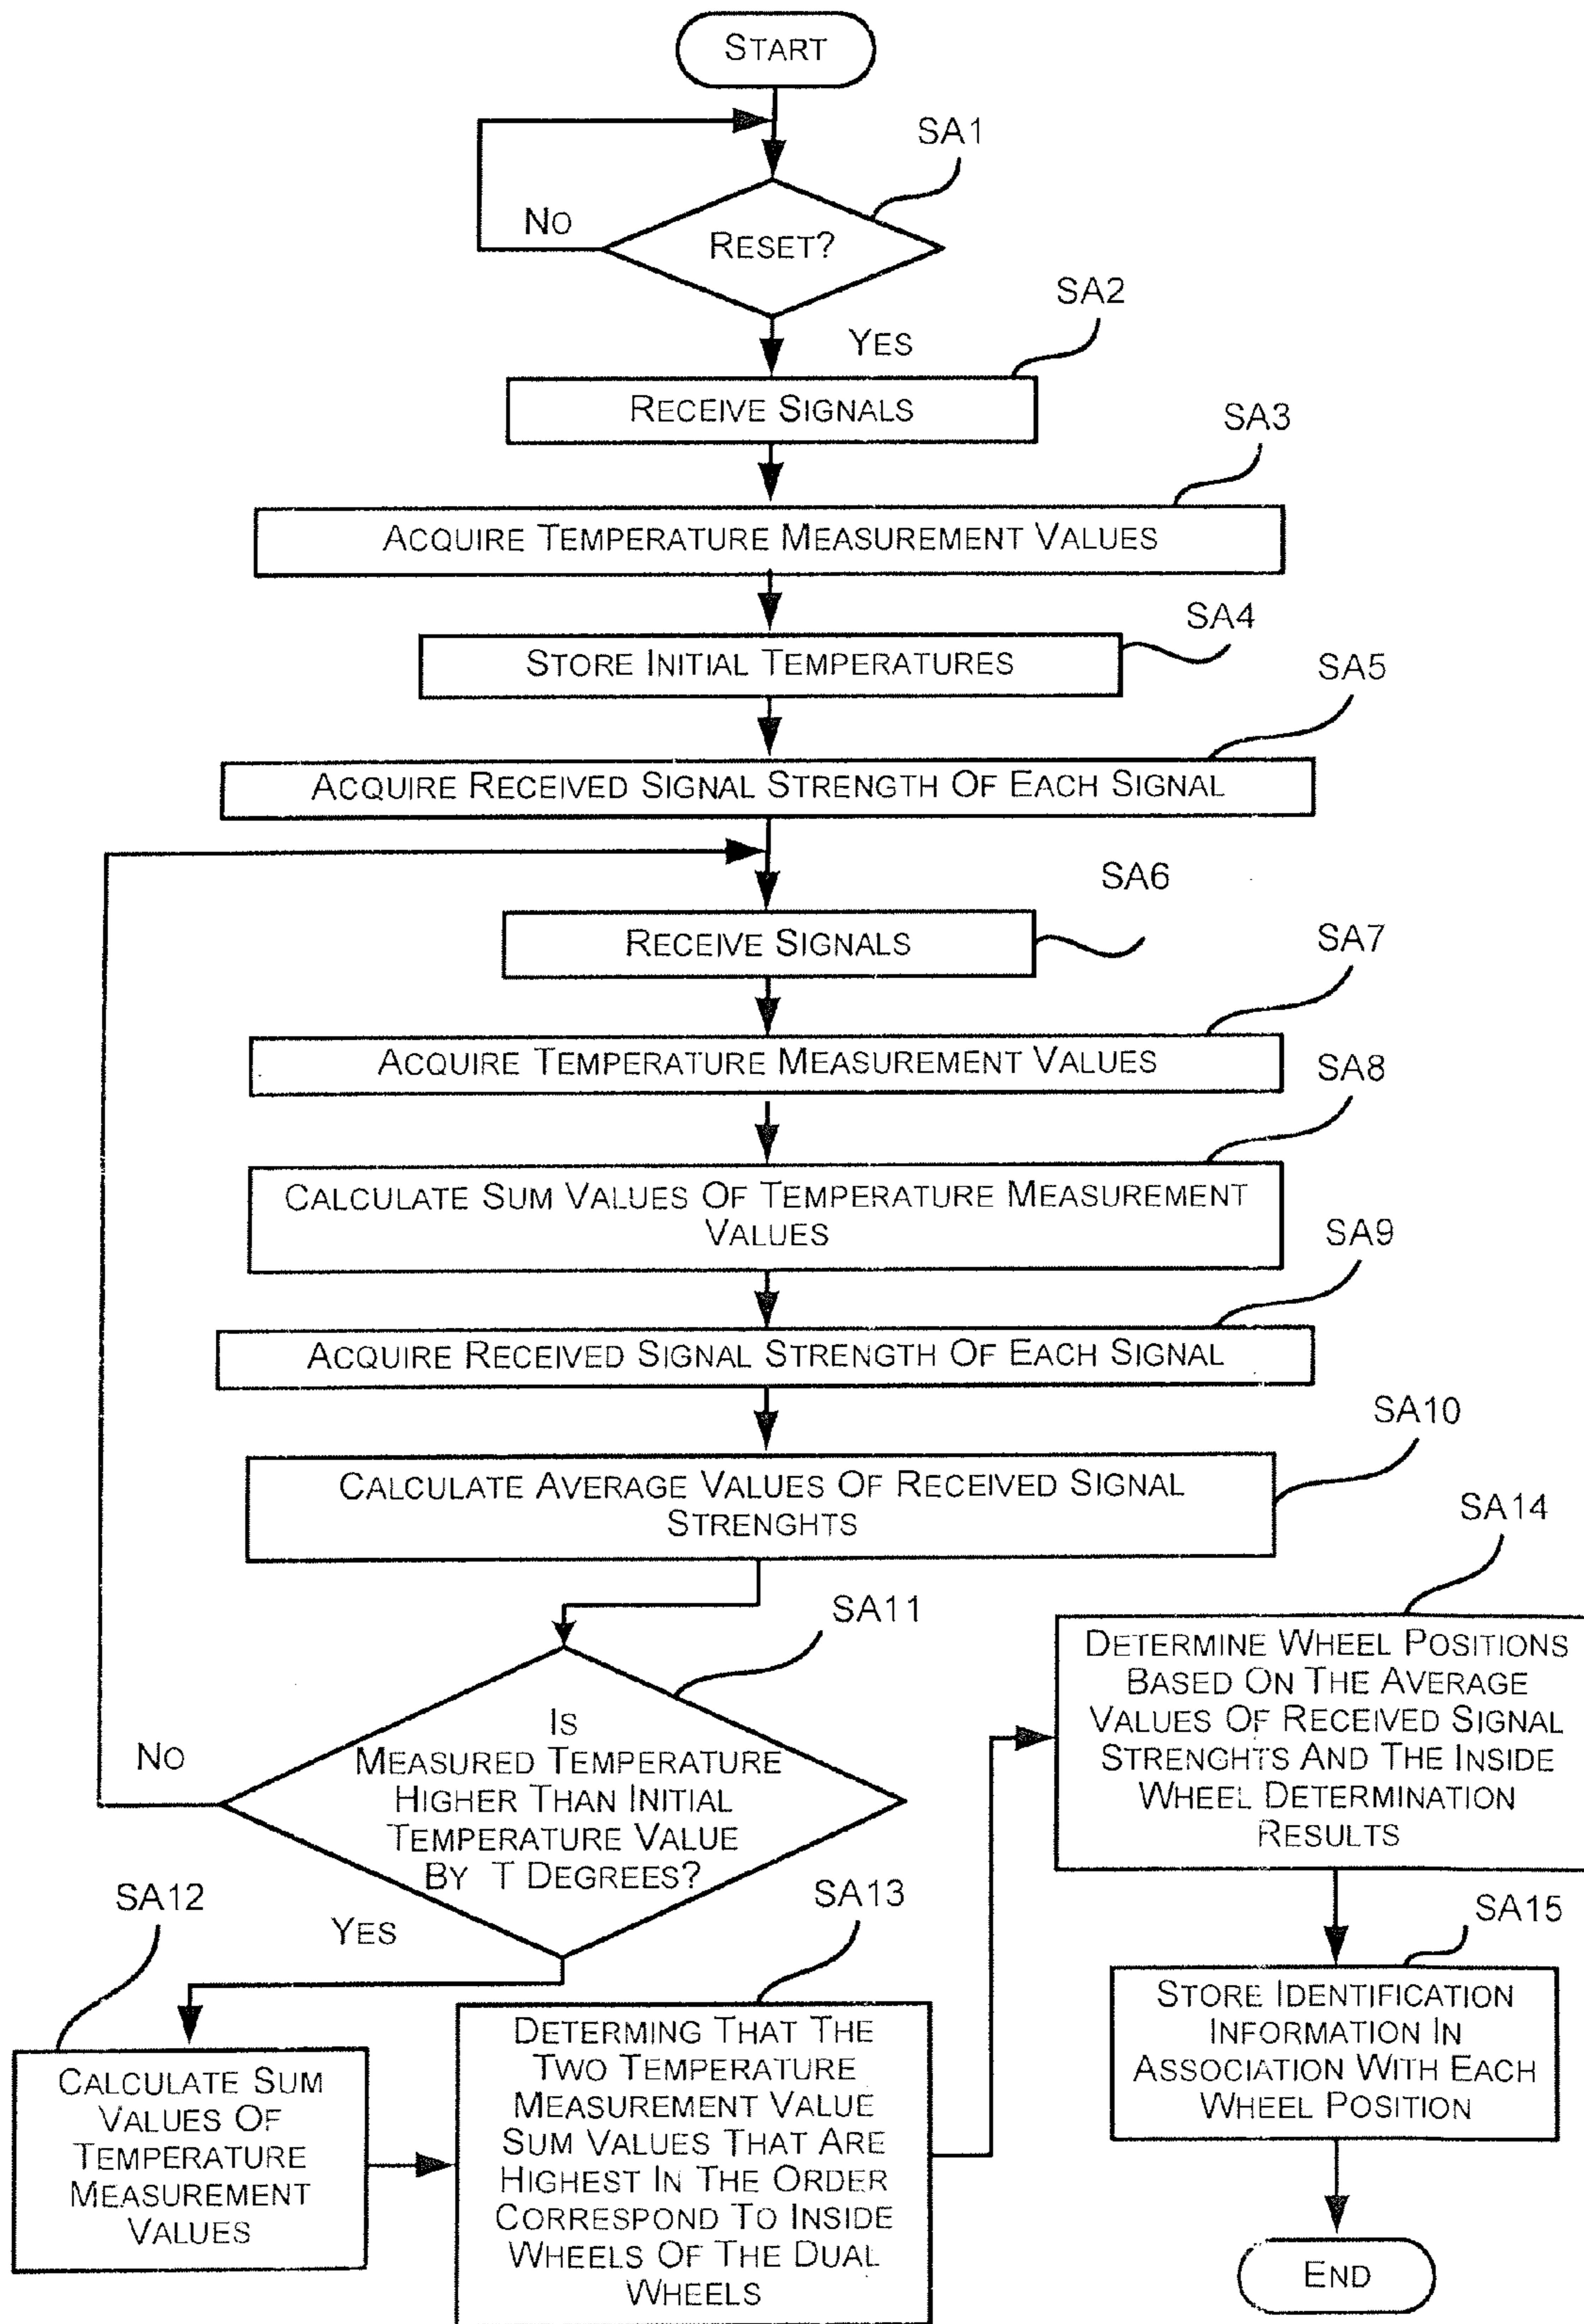 START
SA1
NO
RESET?
SA2
YES
RECEIVE SIGNALS
SA3
ACQUIRE TEMPERATURE MEASUREMENT VALUES
SA4
STORE INITIAL TEMPERATURES
SA5
ACQUIRE RECEIVED SIGNAL STRENGTH OF EACH SIGNAL
SA6
RECEIVE SIGNALS
SA7
ACQUIRE TEMPERATURE MEASUREMENT VALUES
SA8
CALCULATE SUM VALUES OF TEMPERATURE MEASUREMENT
VALUES
SA9
ACQUIRE RECEIVED SIGNAL STRENGTH OF EACH SIGNAL
SA10
CALCULATE AVERAGE VALUES OF RECEIVED SIGNAL
STRENGHTS
SA11
IS
MEASURED TEMPERATURE
HIGHER THAN INITIAL
TEMPERATURE VALUE
BY T DEGREES?
NO
YES
SA12
CALCULATE SUM
VALUES OF
TEMPERATURE
MEASUREMENT
VALUES
SA13
DETERMING THAT THE
TWO TEMPERATURE
MEASUREMENT VALUE
SUM VALUES THAT ARE
HIGHEST IN THE ORDER
CORRESPOND TO INSIDE
WHEELS OF THE DUAL
WHEELS
SA14
DETERMINE WHEEL POSITIONS
BASED ON THE AVERAGE
VALUES OF RECEIVED SIGNAL
STRENGHTS AND THE INSIDE
WHEEL DETERMINATION
RESULTS
SA15
STORE IDENTIFICATION
INFORMATION IN
ASSOCIATION WITH EACH
WHEEL POSITION
END